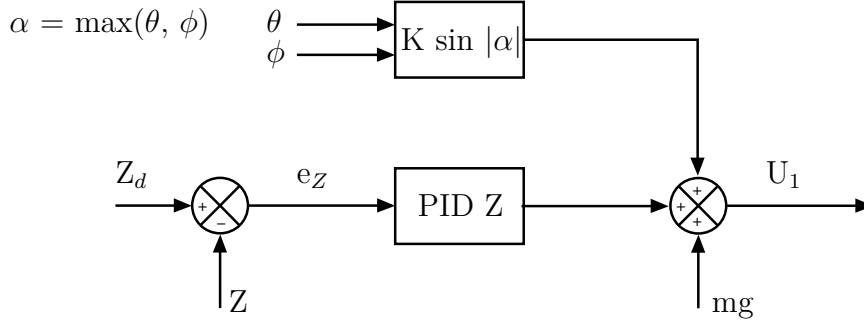 α = max(θ, φ)
θ
φ
K sin |α|
Z_d
e_Z
PID Z
U_1
+
−
+
+
+
Z
mg